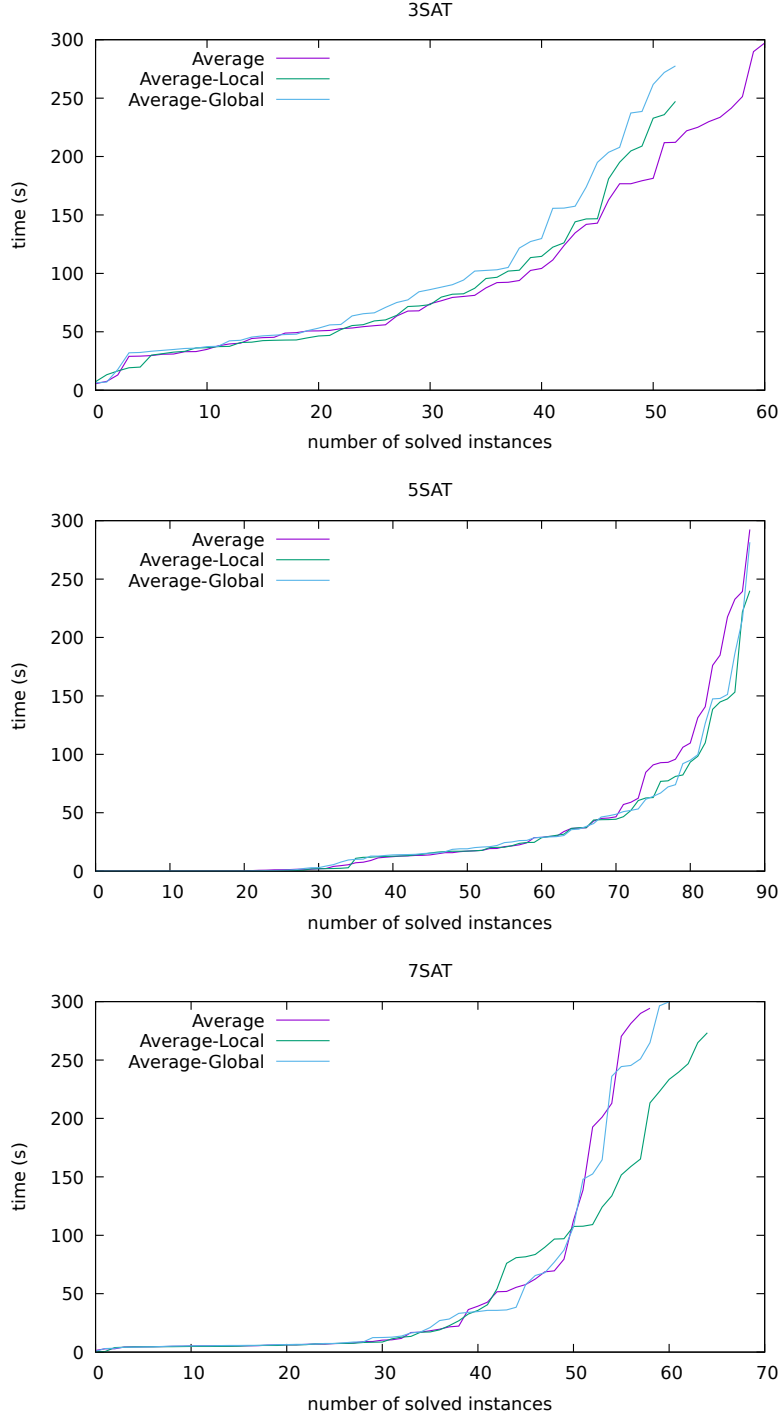 3SAT
300
250
200
150
100
50
0
time (s)
Average
Average-Local
Average-Global
0 10 20 30 40 50 60
number of solved instances
5SAT
300
250
200
150
100
50
0
time (s)
Average
Average-Local
Average-Global
0 10 20 30 40 50 60 70 80 90
number of solved instances
7SAT
300
250
200
150
100
50
0
time (s)
Average
Average-Local
Average-Global
0 10 20 30 40 50 60 70
number of solved instances